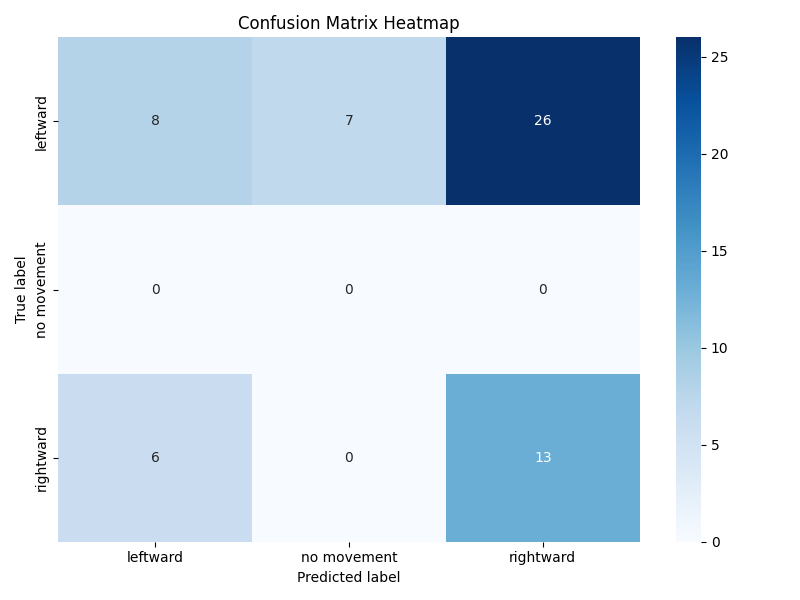 Confusion Matrix Heatmap
True label
leftward
8
7
26
no movement
0
0
0
rightward
6
0
13
leftward
no movement
rightward
Predicted label
25
20
15
10
5
0